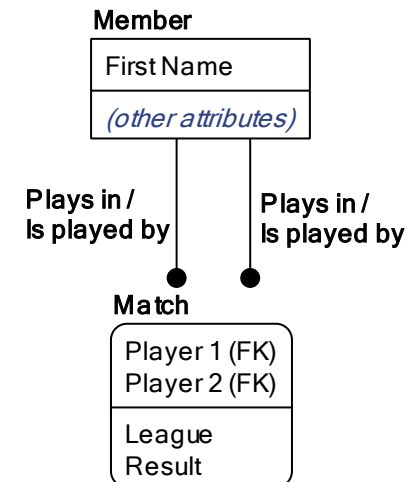 Member
First Name
(other attributes)
Plays in /
Is played by
Plays in /
Is played by
Match
Player 1 (FK)
Player 2 (FK)
League
Result